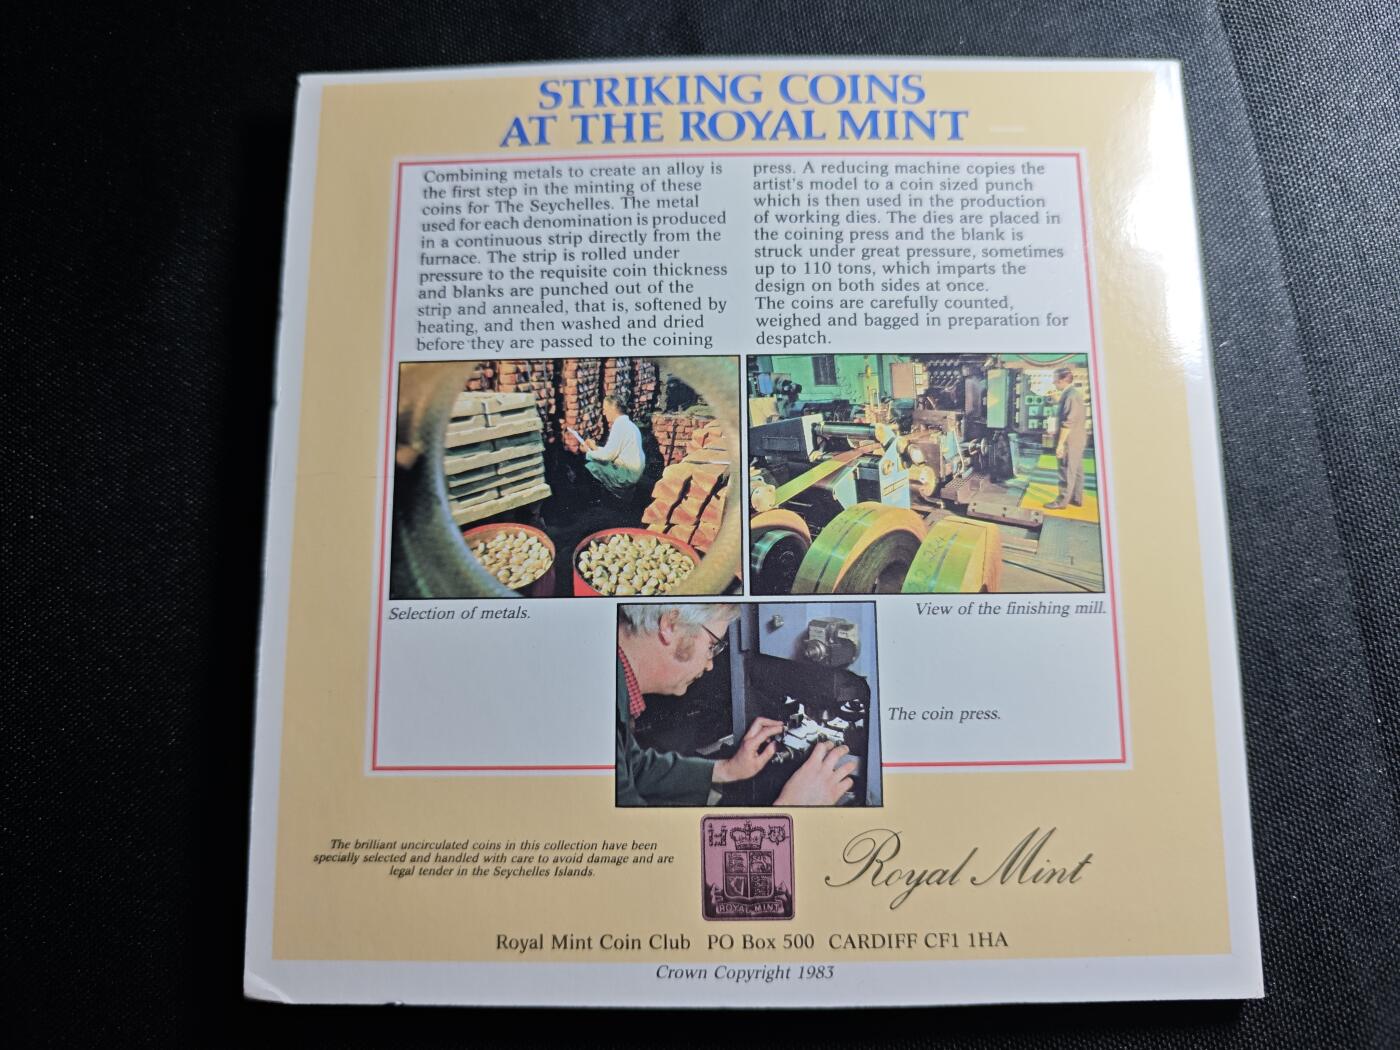 STRIKING COINS
AT THE ROYAL MINT
Combining metals to create an alloy is
the first step in the minting of these
coins for The Seychelles. The metal
used for each denomination is produced
in a continuous strip directly from the
furnace. The strip is rolled under
pressure to the requisite coin thickness
and blanks are punched out of the
strip and annealed, that is, softened by
heating, and then washed and dried
before they are passed to the coining
press. A reducing machine copies the
artist's model to a coin sized punch
which is then used in the production
of working dies. The dies are placed in
the coining press and the blank is
struck under great pressure, sometimes
up to 110 tons, which imparts the
design on both sides at once.
The coins are carefully counted,
weighed and bagged in preparation for
despatch.
Selection of metals.
View of the finishing mill.
The coin press.
The brilliant uncirculated coins in this collection have been
specially selected and handled with care to avoid damage and are
legal tender in the Seychelles Islands.
ROYAL MINT
Royal Mint
Royal Mint Coin Club PO Box 500 CARDIFF CF1 1HA
Crown Copyright 1983